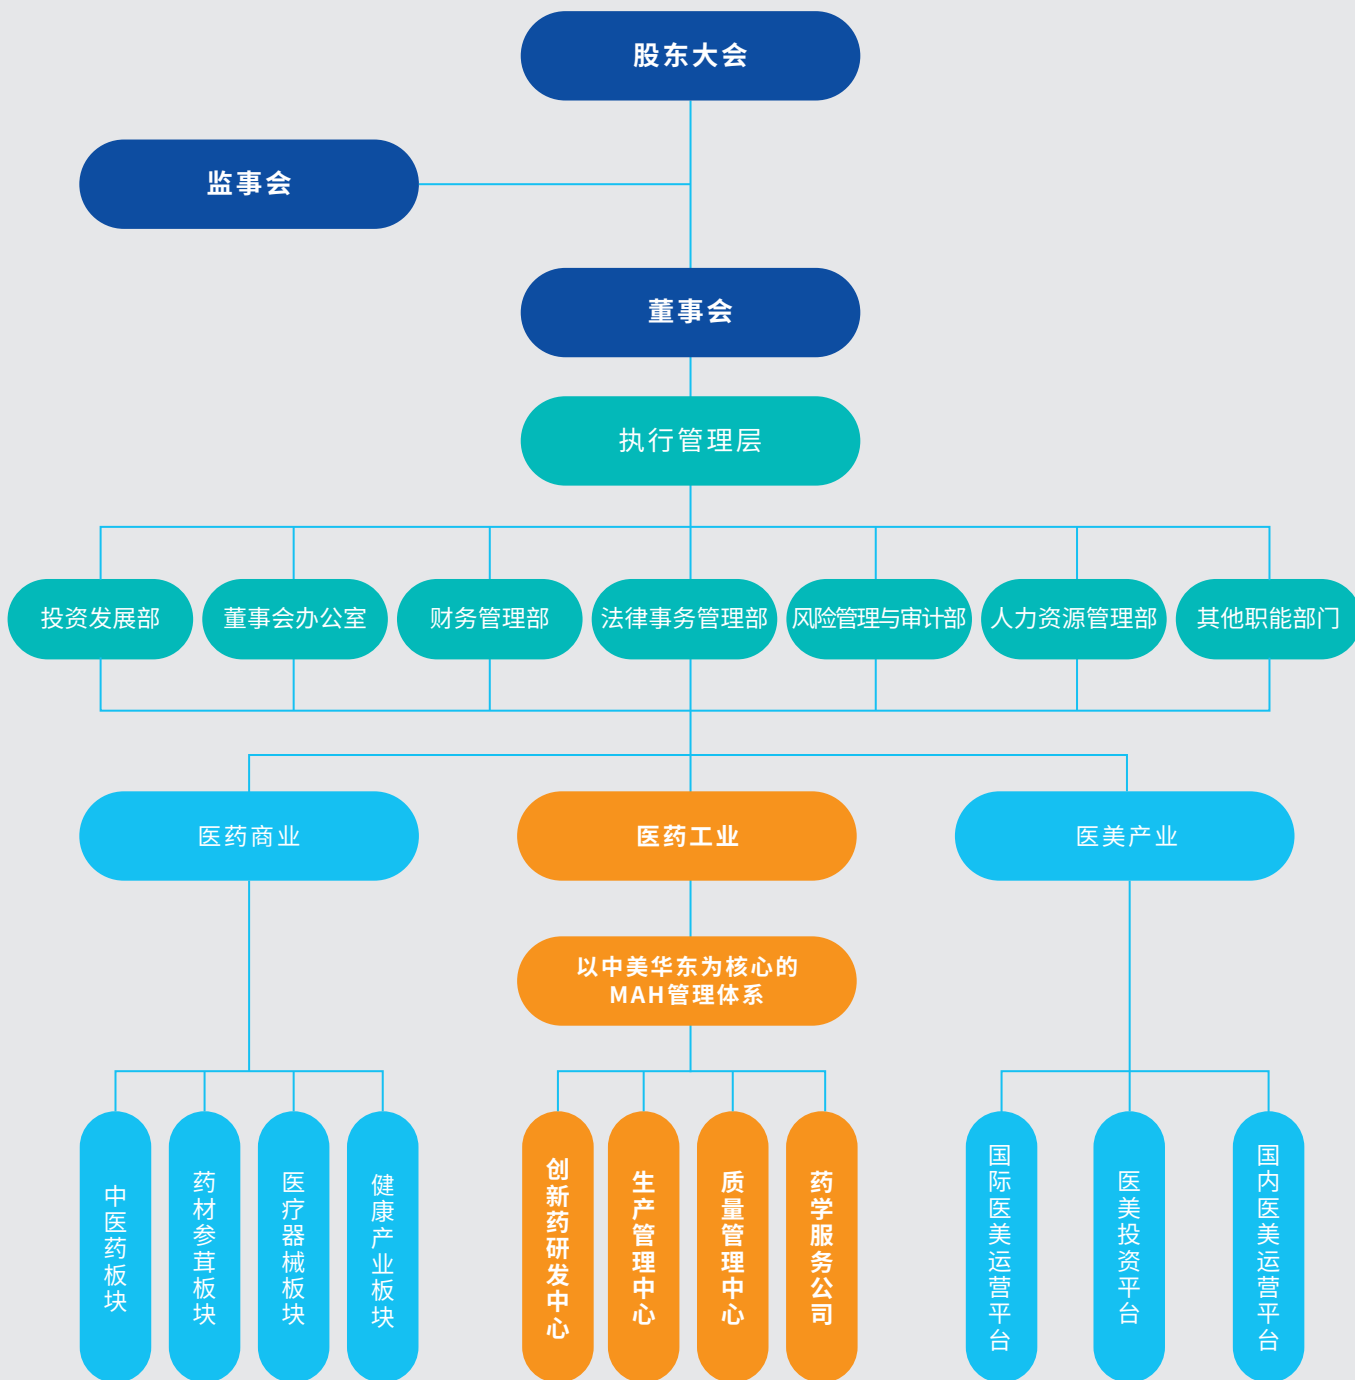 股东大会
监事会
董事会
执行管理层
投资发展部
董事会办公室
财务管理部
法律事务管理部
风险管理与审计部
人力资源管理部
其他职能部门
医药商业
医药工业
医美产业
以中美华东为核心的
MAH管理体系
中医药板块
药材参茸板块
医疗器械板块
健康产业板块
创新药研发中心
生产管理中心
质量管理中心
药学服务公司
国际医美运营平台
医美投资平台
国内医美运营平台